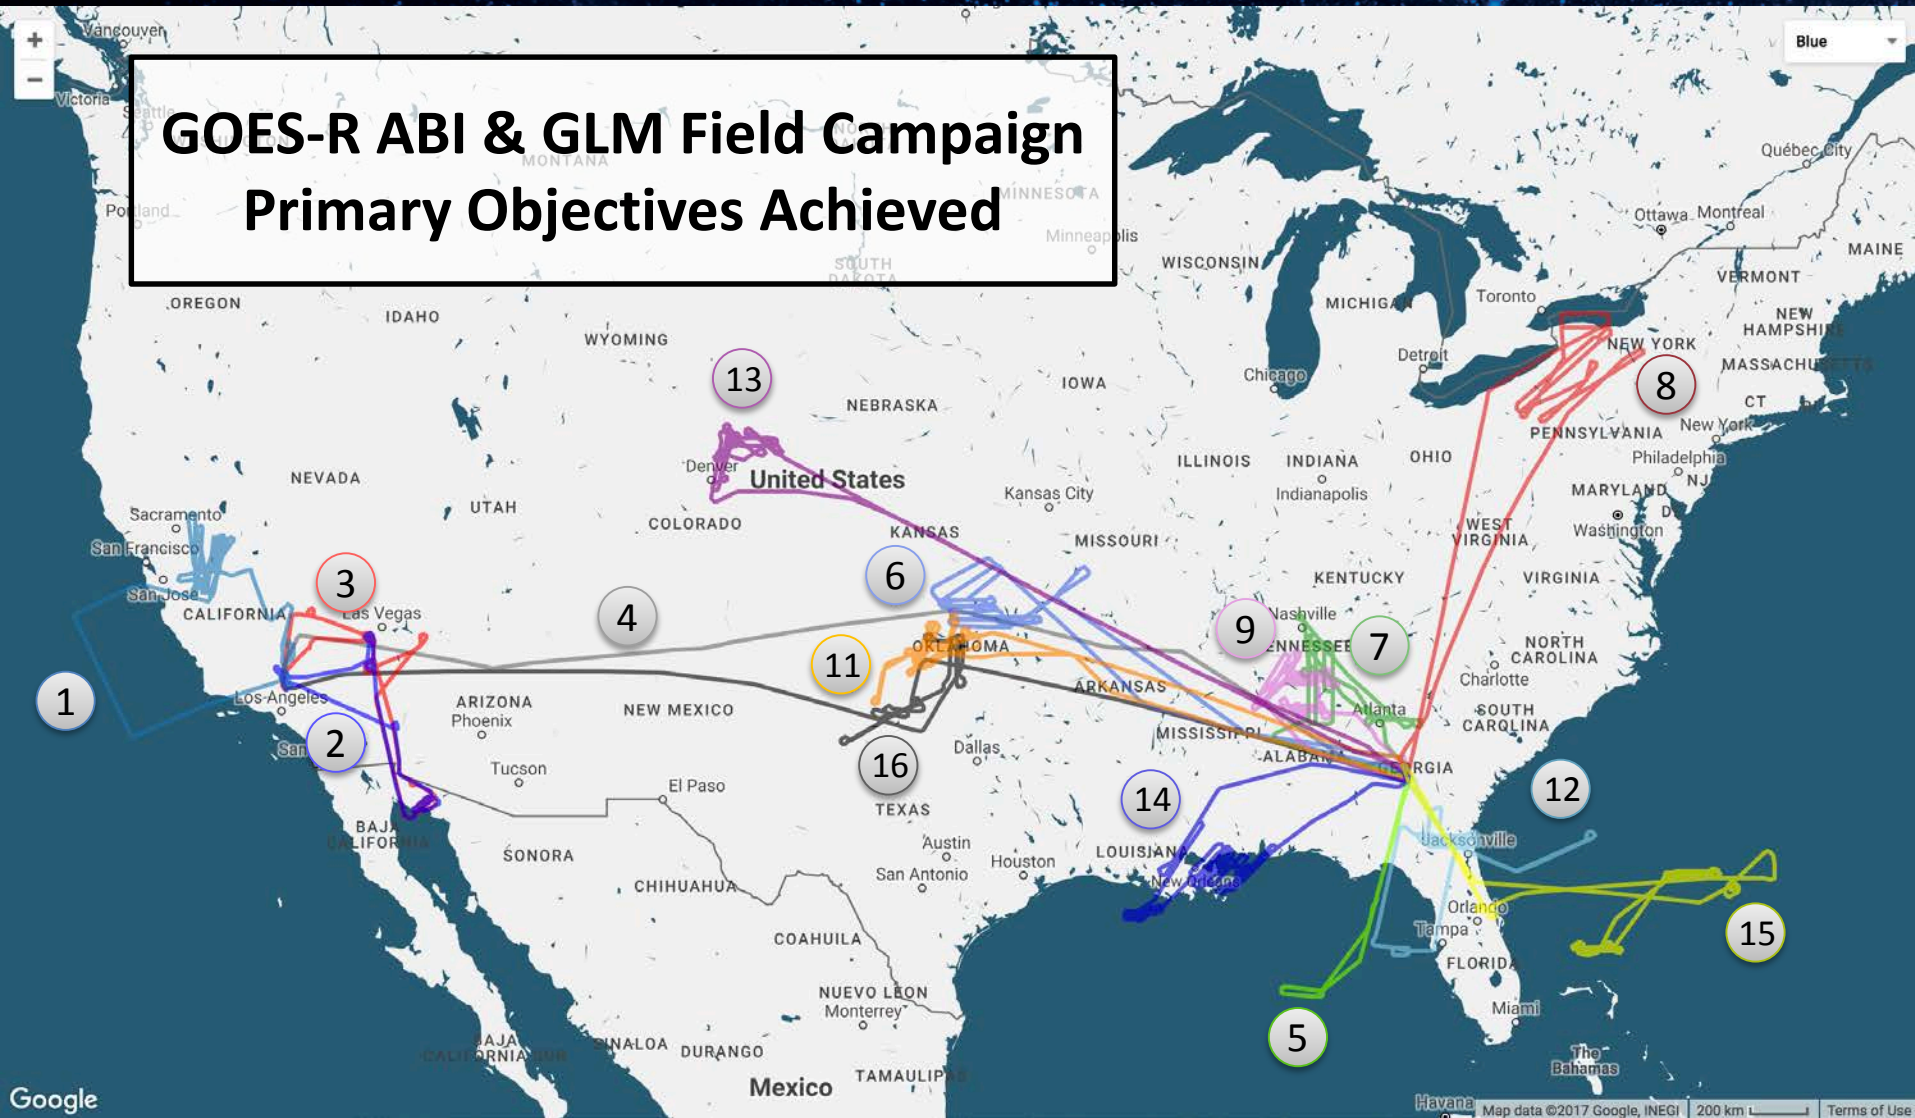 +
Vancouver
Blue
−
Victoria
Seattle
GOES-R ABI & GLM Field Campaign
Primary Objectives Achieved
WASHINGTON
MONTANA
NORTH
DAKOTA
MINNESOTA
Portland
Minneapolis
SOUTH
DAKOTA
WISCONSIN
Québec City
Ottawa
Montreal
MAINE
VERMONT
OREGON
IDAHO
WYOMING
MICHIGAN
Toronto
NEW
HAMPSHIRE
NEW YORK
MASSACHUSETTS
Detroit
Chicago
IOWA
NEBRASKA
13
8
CT
RI
PENNSYLVANIA
New York
Philadelphia
NEVADA
UTAH
Denver
United States
COLORADO
Kansas City
ILLINOIS
INDIANA
Indianapolis
OHIO
MARYLAND
NJ
Washington
WEST
VIRGINIA
Sacramento
San Francisco
San Jose
CALIFORNIA
3
Las Vegas
4
KANSAS
MISSOURI
6
KENTUCKY
VIRGINIA
Nashville
9
TENNESSEE
7
NORTH
CAROLINA
Charlotte
11
OKLAHOMA
ARKANSAS
1
Los Angeles
ARIZONA
Phoenix
NEW MEXICO
Atlanta
SOUTH
CAROLINA
2
San
Tucson
El Paso
16
Dallas
MISSISSIPPI
ALABAMA
GEORGIA
TEXAS
14
12
BAJA
CALIFORNIA
SONORA
CHIHUAHUA
Austin
San Antonio
Houston
LOUISIANA
New Orleans
Jacksonville
COAHUILA
Orlando
Tampa
FLORIDA
15
NUEVO LEON
Monterrey
5
Miami
BAJA
CALIFORNIA SUR
SINALOA
DURANGO
The
Bahamas
Mexico
TAMAULIPAS
Google
Havana
Map data ©2017 Google, INEGI
200 km
Terms of Use